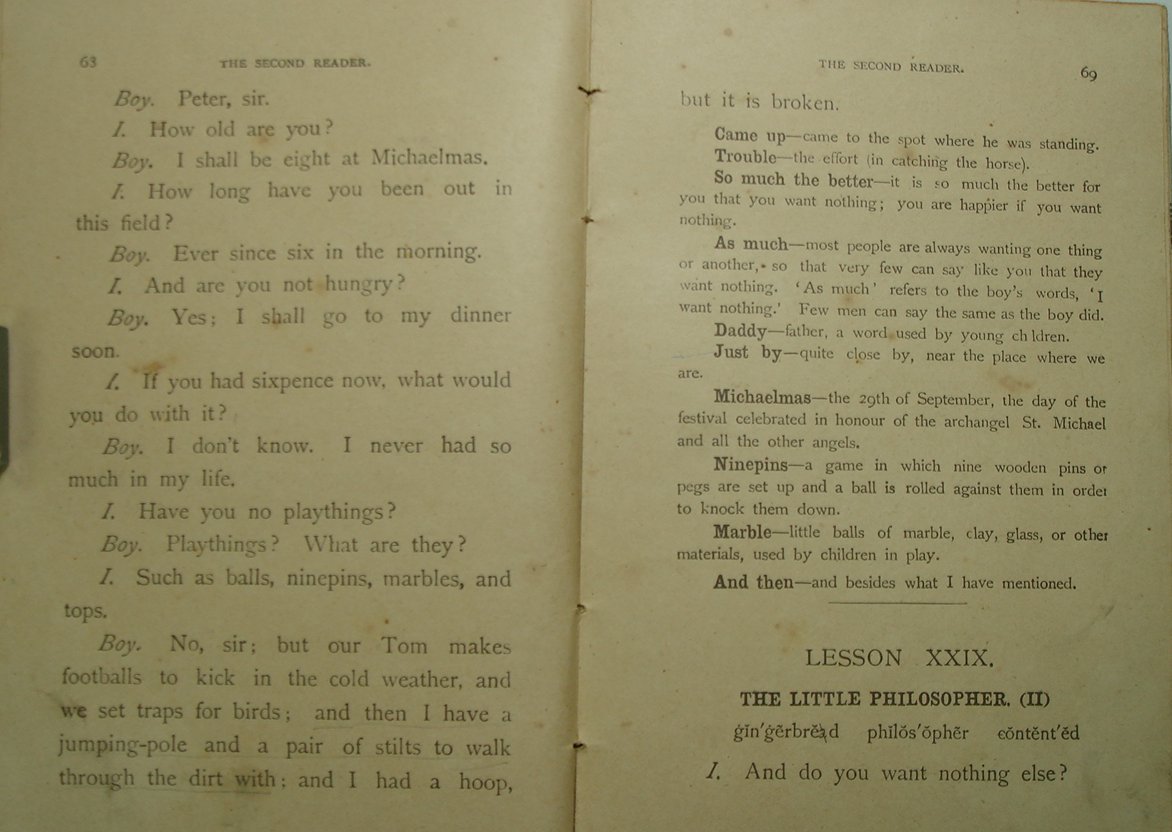 63
THE SECOND READER.
Boy. Peter, sir.
I. How old are you?
Boy. I shall be eight at Michaelmas.
I. How long have you been out in
this field?
Boy. Ever since six in the morning.
I. And are you not hungry?
Boy. Yes; I shall go to my dinner
soon.
I. If you had sixpence now, what would
you do with it?
Boy. I don't know. I never had so
much in my life.
I. Have you no playthings?
Boy. Playthings? What are they?
I. Such as balls, ninepins, marbles, and
tops.
Boy. No, sir; but our Tom makes
footballs to kick in the cold weather, and
we set traps for birds; and then I have a
jumping-pole and a pair of stilts to walk
through the dirt with; and I had a hoop,
THE SECOND READER.
69
but it is broken.
Came up—came to the spot where he was standing.
Trouble—the effort (in catching the horse).
So much the better—it is so much the better for
you that you want nothing; you are happier if you want
nothing.
As much—most people are always wanting one thing
or another, so that very few can say like you that they
want nothing. 'As much' refers to the boy's words, 'I
want nothing.' Few men can say the same as the boy did.
Daddy—father, a word used by young ch ldren.
Just by—quite close by, near the place where we
are.
Michaelmas—the 29th of September, the day of the
festival celebrated in honour of the archangel St. Michael
and all the other angels.
Ninepins—a game in which nine wooden pins or
pegs are set up and a ball is rolled against them in order
to knock them down.
Marble—little balls of marble, clay, glass, or other
materials, used by children in play.
And then—and besides what I have mentioned.
LESSON XXIX.
THE LITTLE PHILOSOPHER. (II)
ġĭn'ġẽrbrĕad philŏs'ŏphẽr cŏntĕnt'ĕd
I. And do you want nothing else?